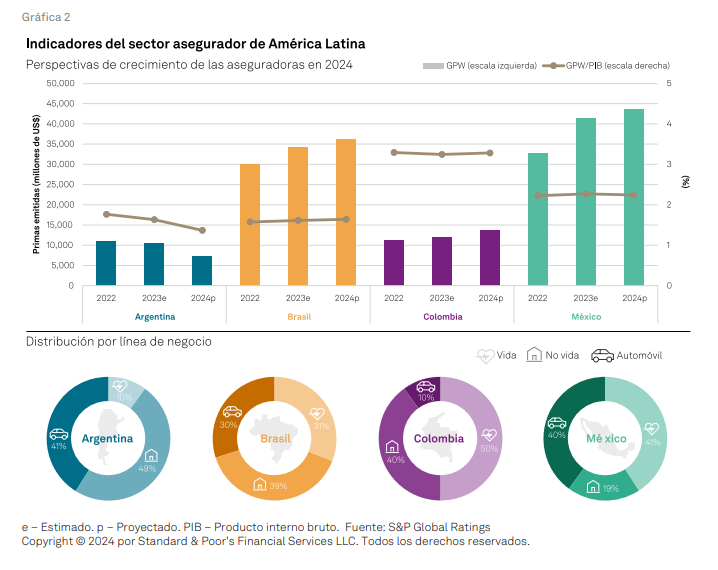 Gráfica 2
Indicadores del sector asegurador de América Latina
Perspectivas de crecimiento de las aseguradoras en 2024
GPW (escala izquierda) GPW/PIB (escala derecha)
Primas emitidas (millones de US$)
50,000
45,000
40,000
35,000
30,000
25,000
20,000
15,000
10,000
5,000
0
5
4
3
2
1
0
(%)
2022 2023e 2024p 2022 2023e 2024p 2022 2023e 2024p 2022 2023e 2024p
Argentina Brasil Colombia México
Distribución por línea de negocio
Vida No vida Automóvil
Argentina
10%
49%
41%
Brasil
31%
39%
30%
Colombia
10%
50%
40%
Mé xico
41%
19%
40%
e – Estimado. p – Proyectado. PIB – Producto interno bruto. Fuente: S&P Global Ratings
Copyright © 2024 por Standard & Poor's Financial Services LLC. Todos los derechos reservados.